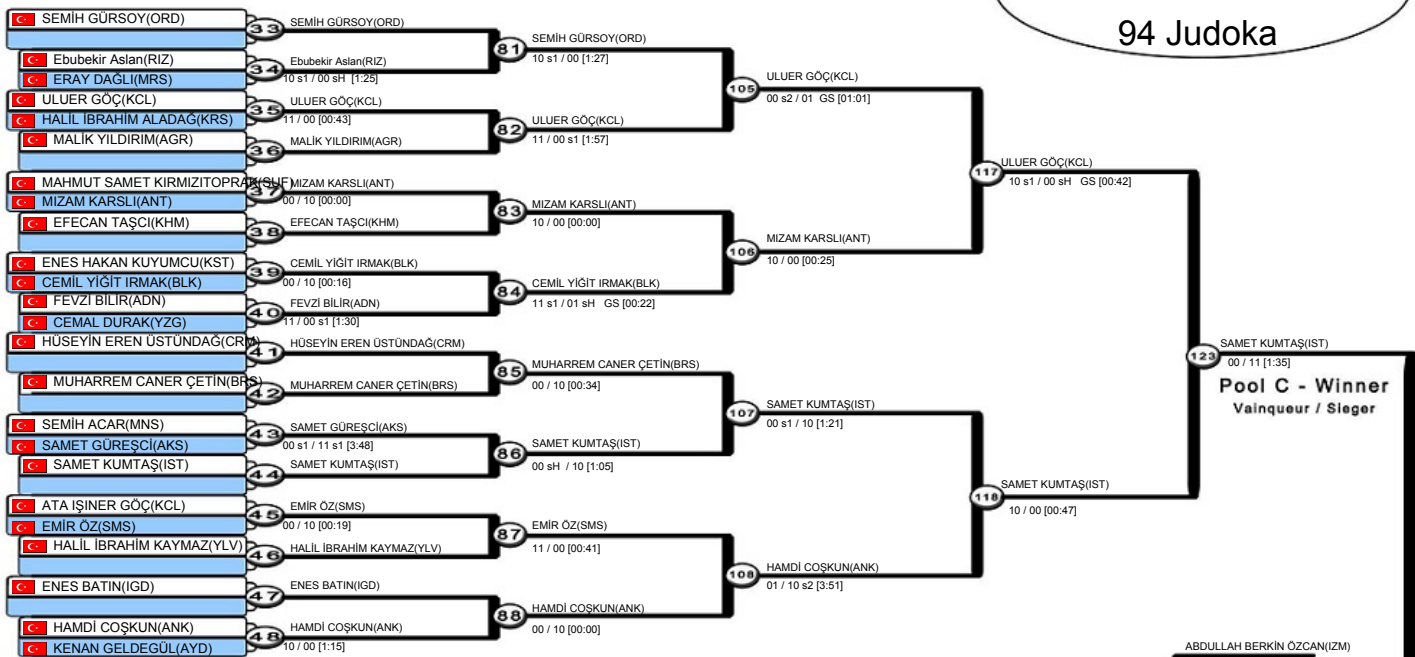 94 Judoka
SEMİH GÜRSOY(ORD)
Ebubekir Aslan(RIZ)
ERAY DAĞLI(MRS)
ULUER GÖÇ(KCL)
HALİL İBRAHİM ALADAĞ(KRS)
MALİK YILDIRIM(AGR)
MAHMUT SAMET KIRMIZITOPRAK(SUF)
MIZAM KARSLI(ANT)
EFECAN TAŞCI(KHM)
ENES HAKAN KUYUMCU(KST)
CEMİL YİĞİT IRMAK(BLK)
FEVZİ BİLİR(ADN)
CEMAL DURAK(YZG)
HÜSEYİN EREN ÜSTÜNDAĞ(CRM)
MUHARREM CANER ÇETİN(BRS)
SEMİH ACAR(MNS)
SAMET GÜREŞCİ(AKS)
SAMET KUMTAŞ(IST)
ATA IŞINER GÖÇ(KCL)
EMİR ÖZ(SMS)
HALİL İBRAHİM KAYMAZ(YLV)
ENES BATIN(IGD)
HAMDİ COŞKUN(ANK)
KENAN GELDEGÜL(AYD)
33 SEMİH GÜRSOY(ORD)
34 Ebubekir Aslan(RIZ)
10 s1 / 00 sH [1:25]
35 ULUER GÖÇ(KCL)
11 / 00 [00:43]
36 MALİK YILDIRIM(AGR)
37 MIZAM KARSLI(ANT)
00 / 10 [00:00]
38 EFECAN TAŞCI(KHM)
39 CEMİL YİĞİT IRMAK(BLK)
00 / 10 [00:16]
40 FEVZİ BİLİR(ADN)
11 / 00 s1 [1:30]
41 HÜSEYİN EREN ÜSTÜNDAĞ(CRM)
42 MUHARREM CANER ÇETİN(BRS)
43 SAMET GÜREŞCİ(AKS)
00 s1 / 11 s1 [3:48]
44 SAMET KUMTAŞ(IST)
45 EMİR ÖZ(SMS)
00 / 10 [00:19]
46 HALİL İBRAHİM KAYMAZ(YLV)
47 ENES BATIN(IGD)
48 HAMDİ COŞKUN(ANK)
10 / 00 [1:15]
81 SEMİH GÜRSOY(ORD)
10 s1 / 00 [1:27]
82 ULUER GÖÇ(KCL)
11 / 00 s1 [1:57]
83 MIZAM KARSLI(ANT)
10 / 00 [00:00]
84 CEMİL YİĞİT IRMAK(BLK)
11 s1 / 01 sH GS [00:22]
85 MUHARREM CANER ÇETİN(BRS)
00 / 10 [00:34]
86 SAMET KUMTAŞ(IST)
00 sH / 10 [1:05]
87 EMİR ÖZ(SMS)
11 / 00 [00:41]
88 HAMDİ COŞKUN(ANK)
00 / 10 [00:00]
105 ULUER GÖÇ(KCL)
00 s2 / 01 GS [01:01]
106 MIZAM KARSLI(ANT)
10 / 00 [00:25]
107 SAMET KUMTAŞ(IST)
00 s1 / 10 [1:21]
108 HAMDİ COŞKUN(ANK)
01 / 10 s2 [3:51]
117 ULUER GÖÇ(KCL)
10 s1 / 00 sH GS [00:42]
118 SAMET KUMTAŞ(IST)
10 / 00 [00:47]
123 SAMET KUMTAŞ(IST)
00 / 11 [1:35]
Pool C - Winner
Vainqueur / Sieger
ABDULLAH BERKİN ÖZCAN(IZM)